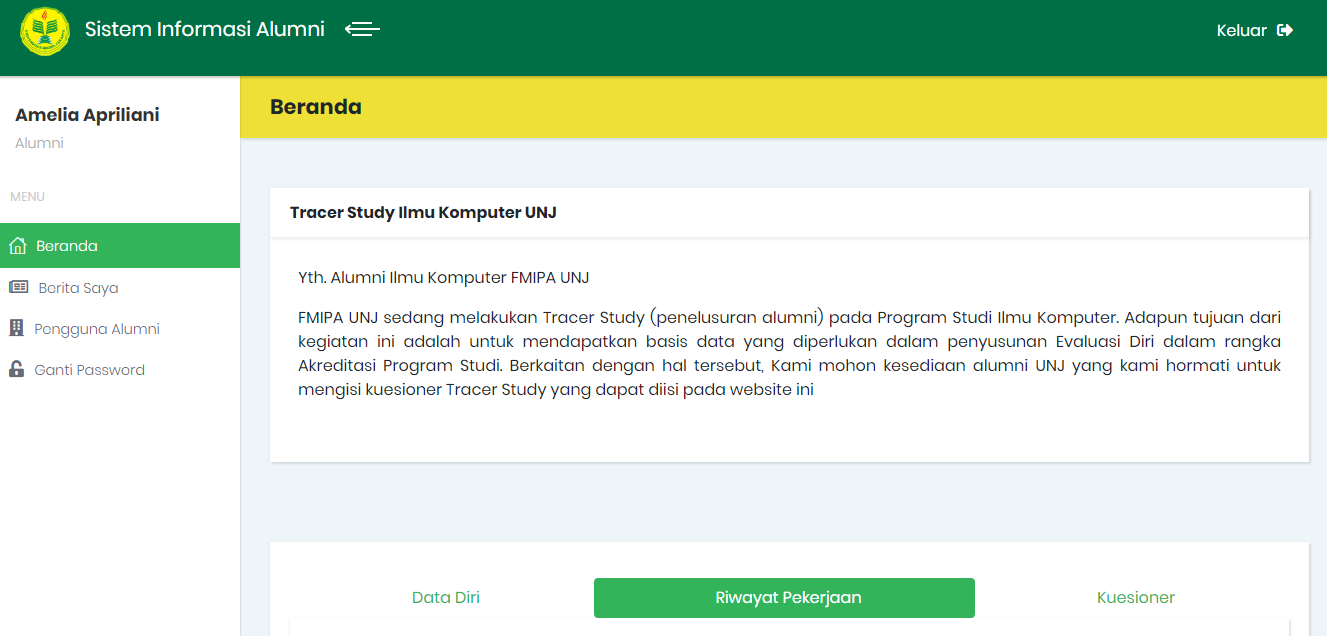 Sistem Informasi Alumni
Keluar
Amelia Apriliani
Alumni
MENU
Beranda
Berita Saya
Pengguna Alumni
Ganti Password
Beranda
Tracer Study Ilmu Komputer UNJ
Yth. Alumni Ilmu Komputer FMIPA UNJ
FMIPA UNJ sedang melakukan Tracer Study (penelusuran alumni) pada Program Studi Ilmu Komputer. Adapun tujuan dari
kegiatan ini adalah untuk mendapatkan basis data yang diperlukan dalam penyusunan Evaluasi Diri dalam rangka
Akreditasi Program Studi. Berkaitan dengan hal tersebut, Kami mohon kesediaan alumni UNJ yang kami hormati untuk
mengisi kuesioner Tracer Study yang dapat diisi pada website ini
Data Diri
Riwayat Pekerjaan
Kuesioner